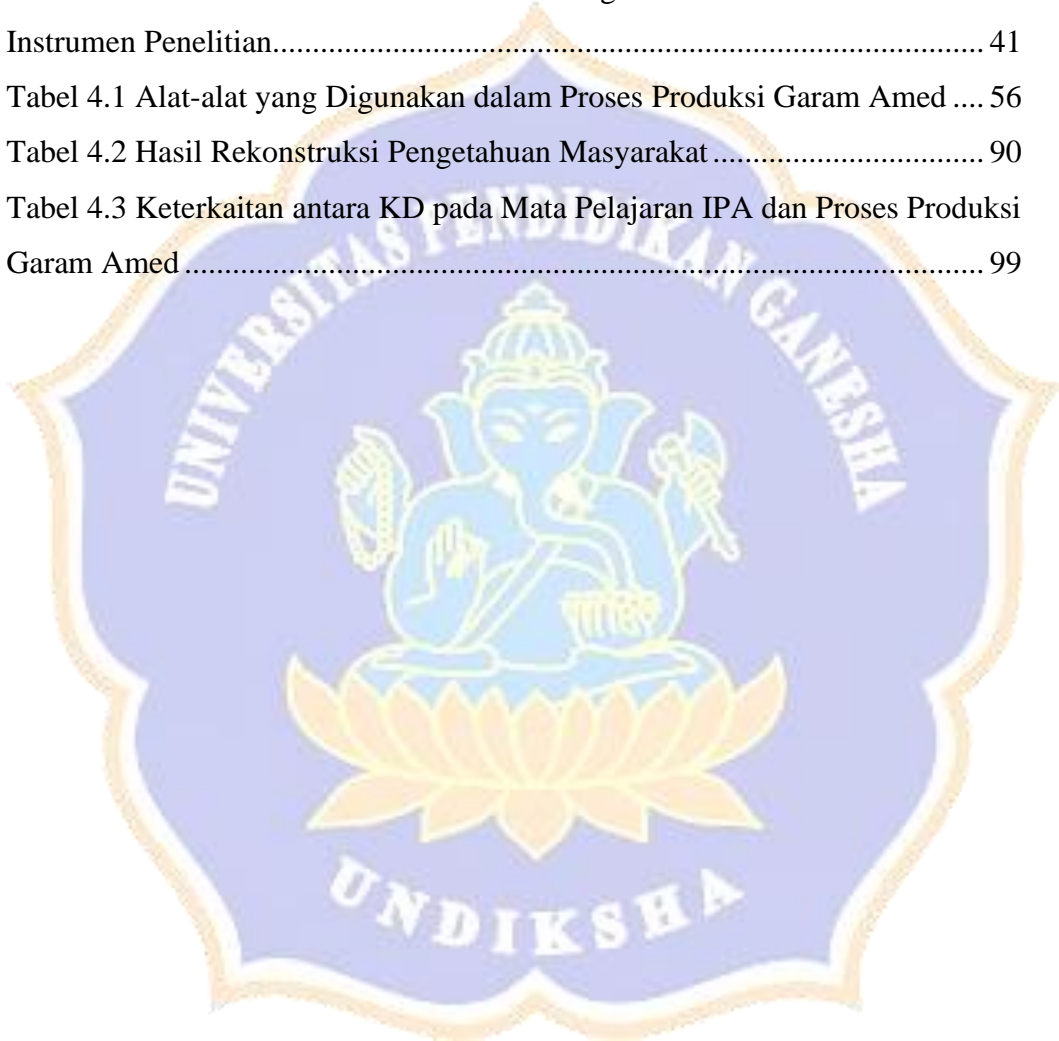 Instrumen Penelitian.......................................................................................... 41
Tabel 4.1 Alat-alat yang Digunakan dalam Proses Produksi Garam Amed .... 56
Tabel 4.2 Hasil Rekonstruksi Pengetahuan Masyarakat .................................. 90
Tabel 4.3 Keterkaitan antara KD pada Mata Pelajaran IPA dan Proses Produksi
Garam Amed ..................................................................................................... 99
UNIVERSITAS PENDIDIKAN GANESHA
UNDIKSHA